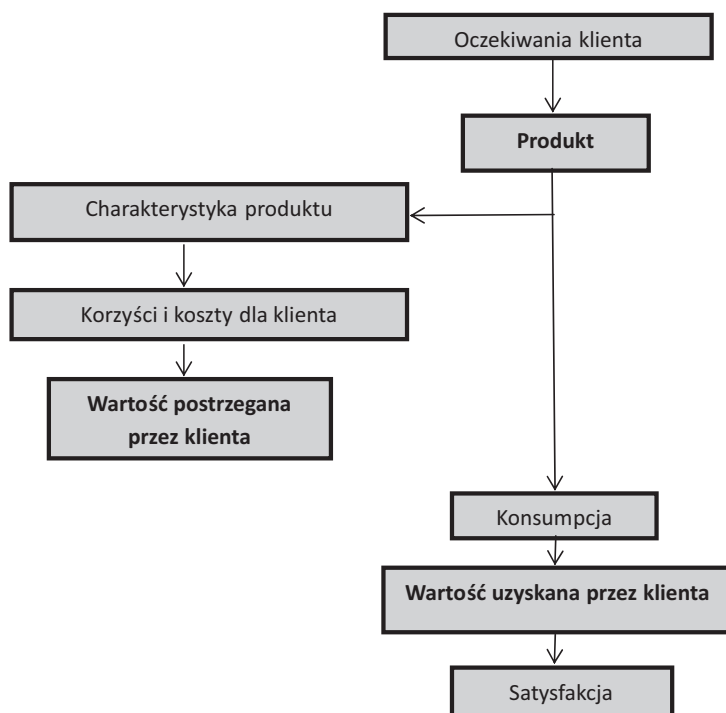 Oczekiwania klienta
Produkt
Charakterystyka produktu
Korzyści i koszty dla klienta
Wartość postrzegana
przez klienta
Konsumpcja
Wartość uzyskana przez klienta
Satysfakcja